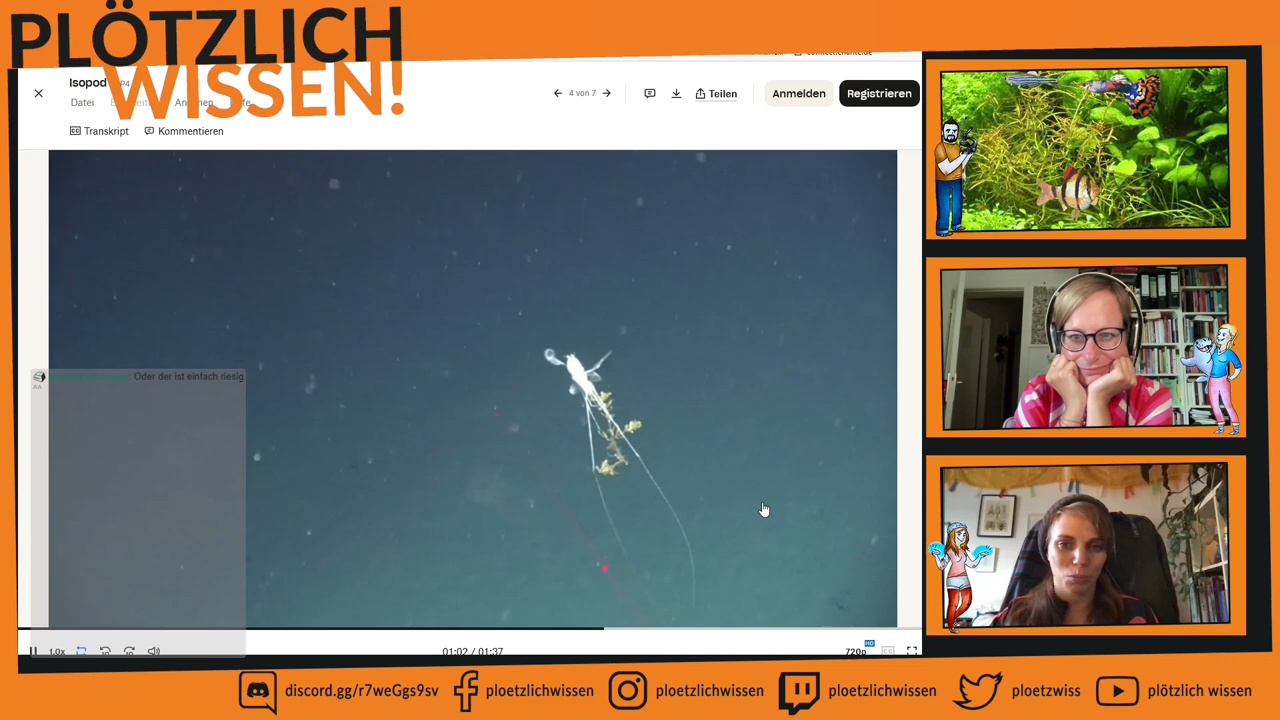 PLÖTZLICH
WISSEN!
Isopod
4 von 7
Teilen
Anmelden
Registrieren
Datei
Transkript
Kommentieren
: Oder der ist einfach riesig
1.0x
01:02 / 01:37
HD
720p
discord.gg/r7weGgs9sv
ploetzlichwissen
ploetzlichwissen
ploetzlichwissen
ploetzwiss
plötzlich wissen